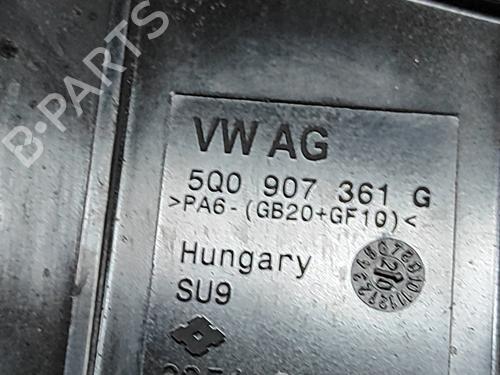 B-PARTS
VW AG
5Q0 907 361 G
>PA6-(GB20+GF10)<
Hungary
SU9